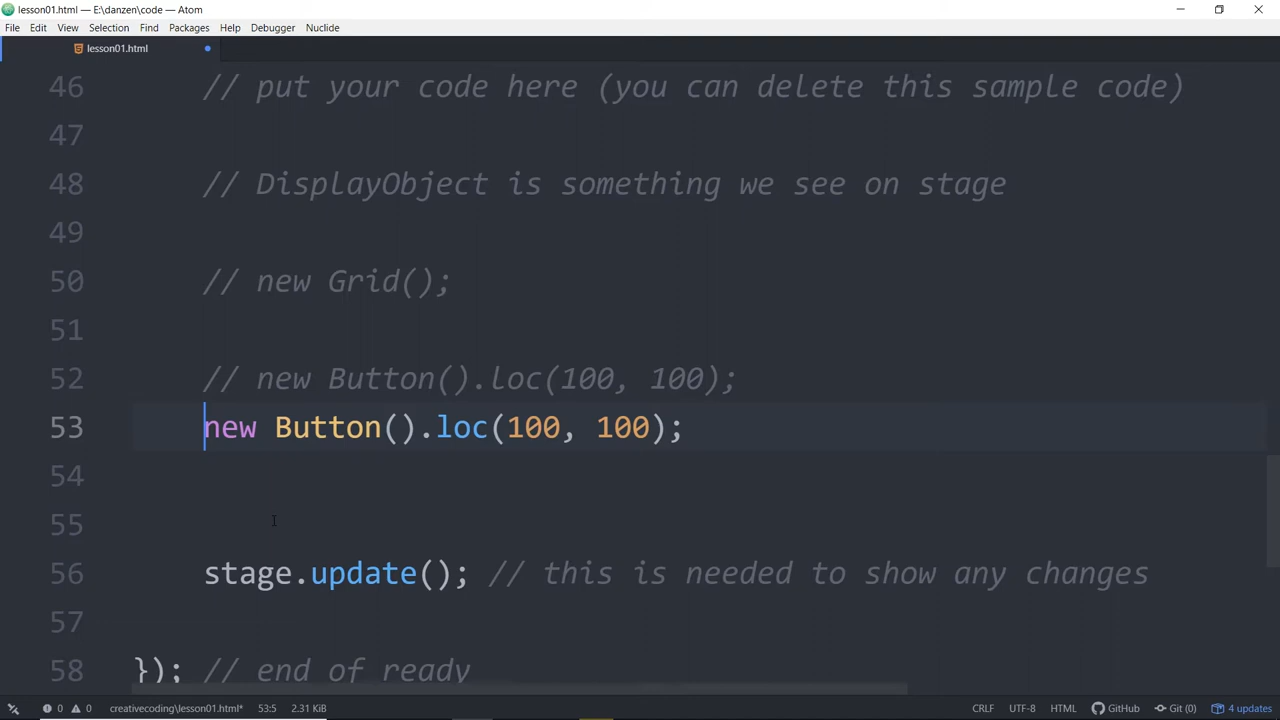 lesson01.html — E:\danzen\code — Atom
File Edit View Selection Find Packages Help Debugger Nuclide
lesson01.html
46 // put your code here (you can delete this sample code)
47
48 // DisplayObject is something we see on stage
49
50 // new Grid();
51
52 // new Button().loc(100, 100);
53 new Button().loc(100, 100);
54
55
56 stage.update(); // this is needed to show any changes
57
58 }); // end of ready
0 0 creativecoding\lesson01.html* 53:5 2.31 KiB CRLF UTF-8 HTML GitHub Git (0) 4 updates